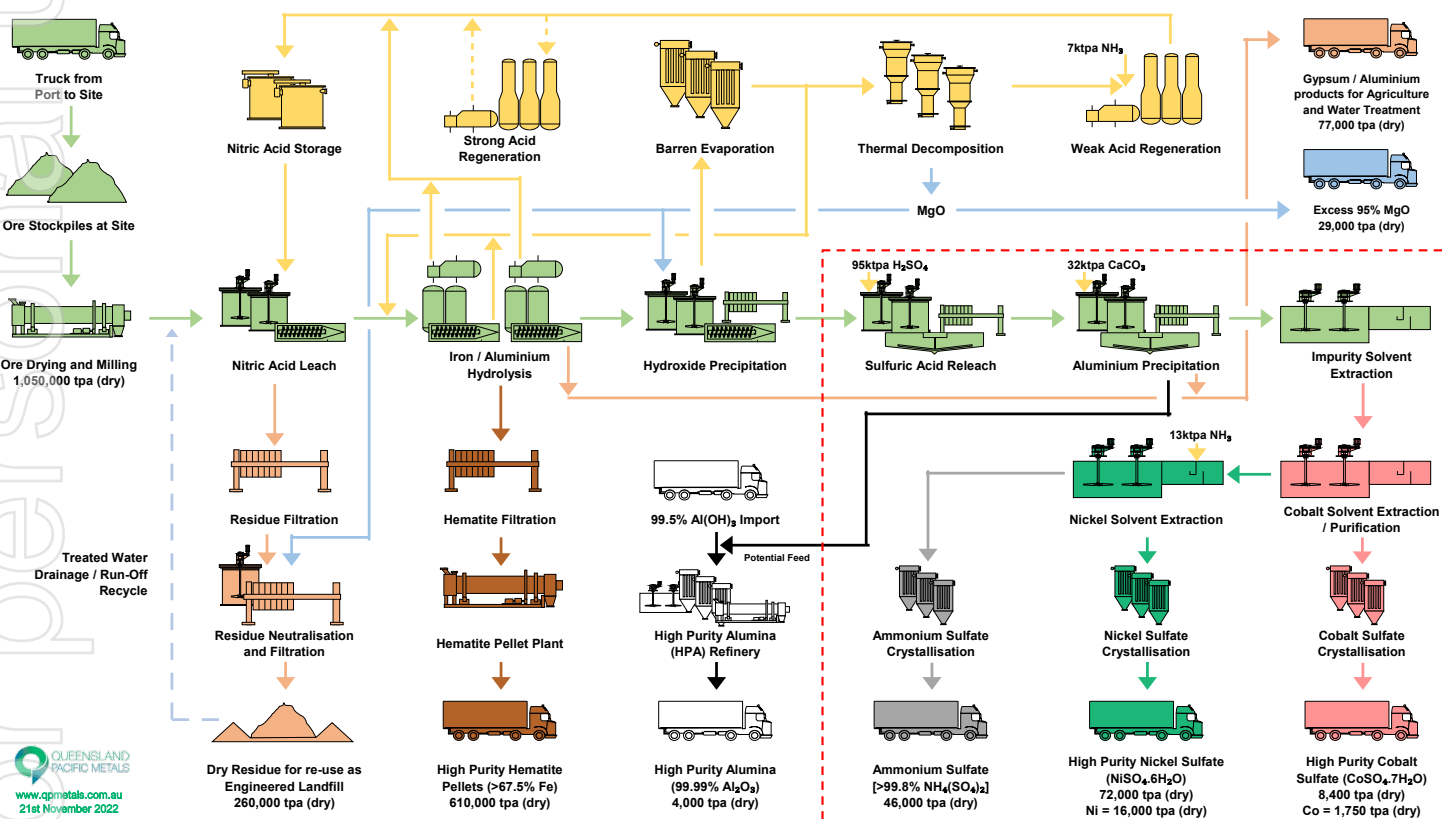 Truck from
Port to Site
Ore Stockpiles at Site
Ore Drying and Milling
1,050,000 tpa (dry)
Nitric Acid Storage
Strong Acid
Regeneration
Barren Evaporation
Thermal Decomposition
7ktpa NH₃
Weak Acid Regeneration
Gypsum / Aluminium
products for Agriculture
and Water Treatment
77,000 tpa (dry)
MgO
Excess 95% MgO
29,000 tpa (dry)
Nitric Acid Leach
Iron / Aluminium
Hydrolysis
Hydroxide Precipitation
95ktpa H₂SO₄
Sulfuric Acid Releach
32ktpa CaCO₃
Aluminium Precipitation
Impurity Solvent
Extraction
Residue Filtration
Hematite Filtration
99.5% Al(OH)₃ Import
Potential Feed
13ktpa NH₃
Nickel Solvent Extraction
Cobalt Solvent Extraction
/ Purification
Treated Water
Drainage / Run-Off
Recycle
Residue Neutralisation
and Filtration
Hematite Pellet Plant
High Purity Alumina
(HPA) Refinery
Ammonium Sulfate
Crystallisation
Nickel Sulfate
Crystallisation
Cobalt Sulfate
Crystallisation
Dry Residue for re-use as
Engineered Landfill
260,000 tpa (dry)
High Purity Hematite
Pellets (>67.5% Fe)
610,000 tpa (dry)
High Purity Alumina
(99.99% Al₂O₃)
4,000 tpa (dry)
Ammonium Sulfate
[>99.8% NH₄(SO₄)₂]
46,000 tpa (dry)
High Purity Nickel Sulfate
(NiSO₄.6H₂O)
72,000 tpa (dry)
Ni = 16,000 tpa (dry)
High Purity Cobalt
Sulfate (CoSO₄.7H₂O)
8,400 tpa (dry)
Co = 1,750 tpa (dry)
QUEENSLAND
PACIFIC METALS
www.qpmetals.com.au
21st November 2022
personal